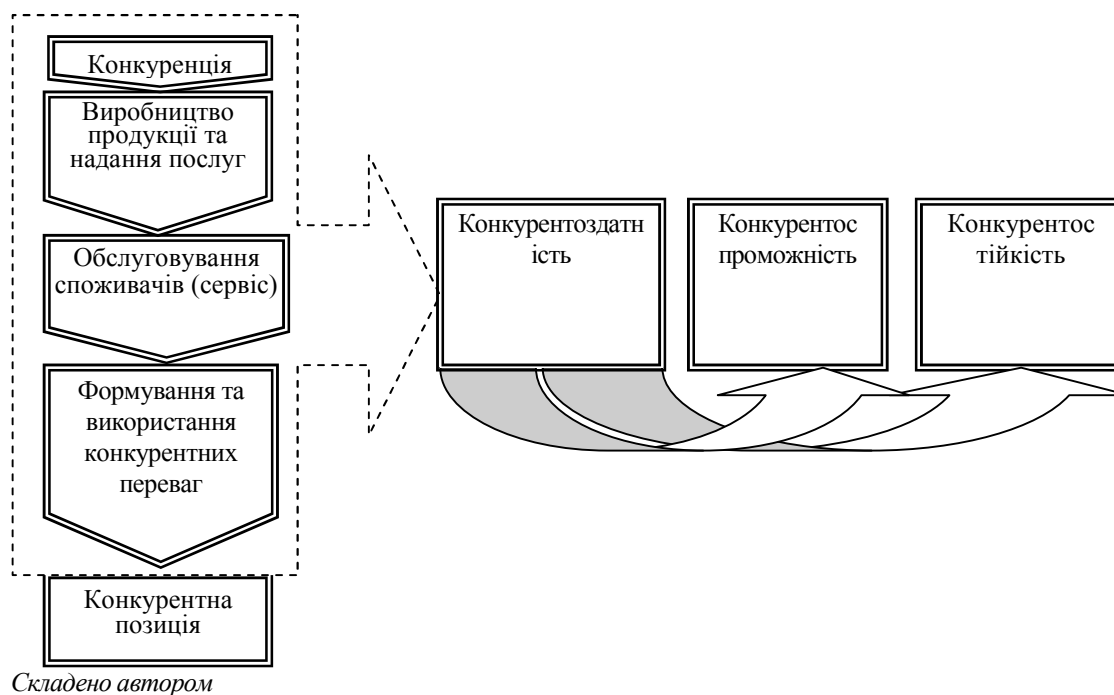 Конкуренція
Виробництво
продукції та
надання послуг
Обслуговування
споживачів (сервіс)
Формування та
використання
конкурентних
переваг
Конкурентна
позиція
Конкурентоздатн
ість
Конкурентос
проможність
Конкурентос
тійкість
Складено автором